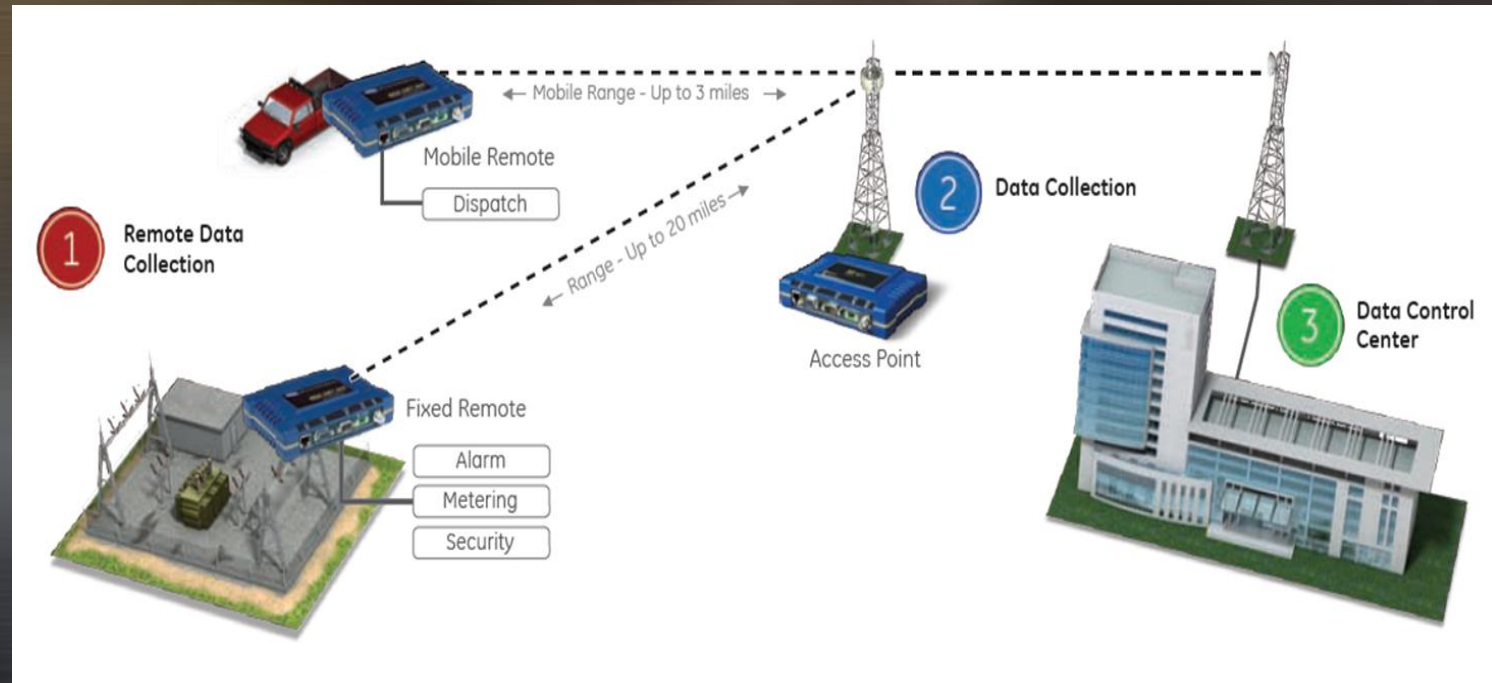 ← Mobile Range - Up to 3 miles →
Mobile Remote
Dispatch
1
Remote Data
Collection
← Range - Up to 20 miles →
2
Data Collection
Access Point
3
Data Control
Center
Fixed Remote
Alarm
Metering
Security